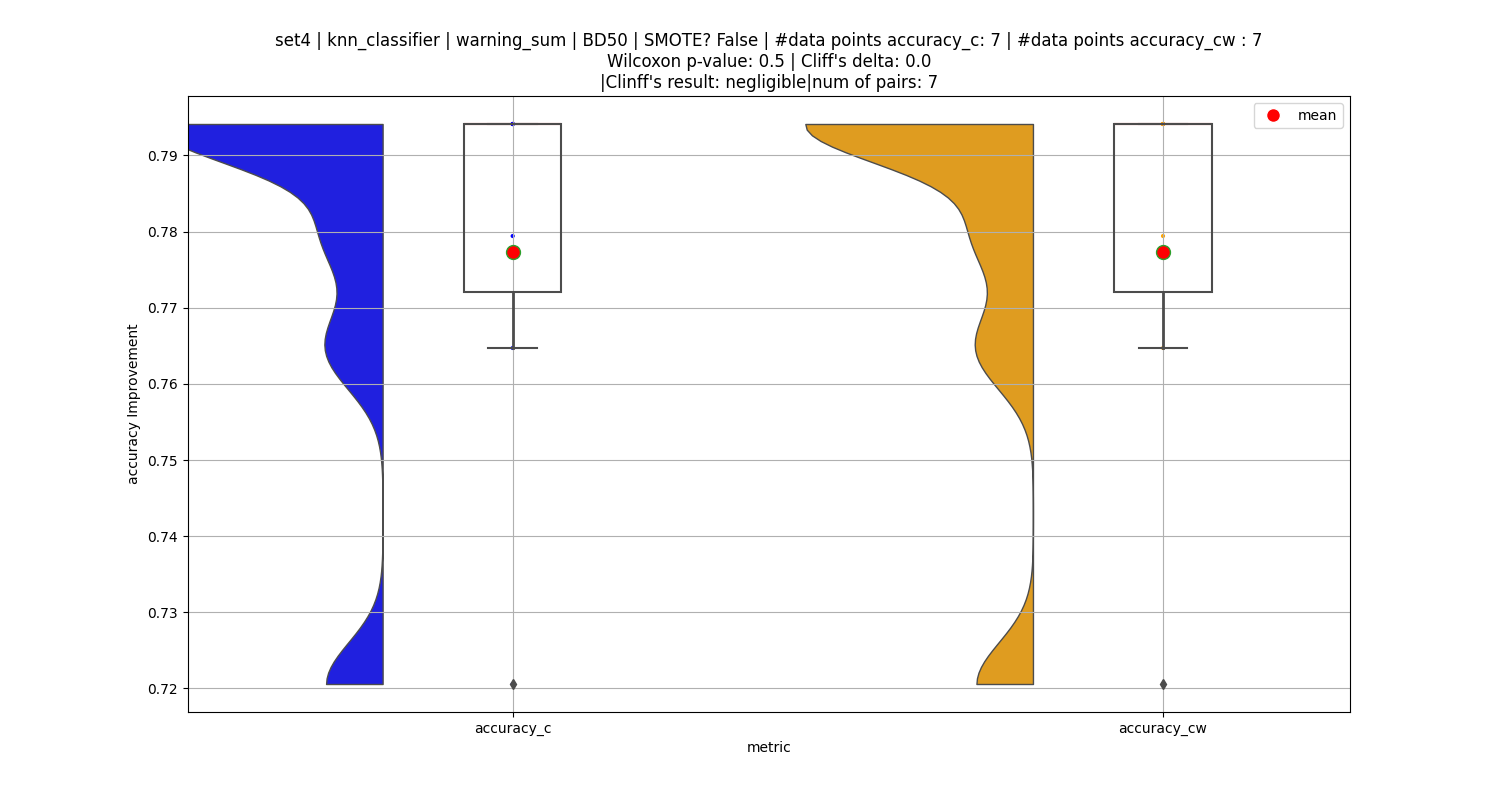 set4 | knn_classifier | warning_sum | BD50 | SMOTE? False | #data points accuracy_c: 7 | #data points accuracy_cw : 7
Wilcoxon p-value: 0.5 | Cliff's delta: 0.0
|Clinff's result: negligible|num of pairs: 7
mean
0.79
0.78
0.77
0.76
0.75
0.74
0.73
0.72
accuracy Improvement
accuracy_c
accuracy_cw
metric